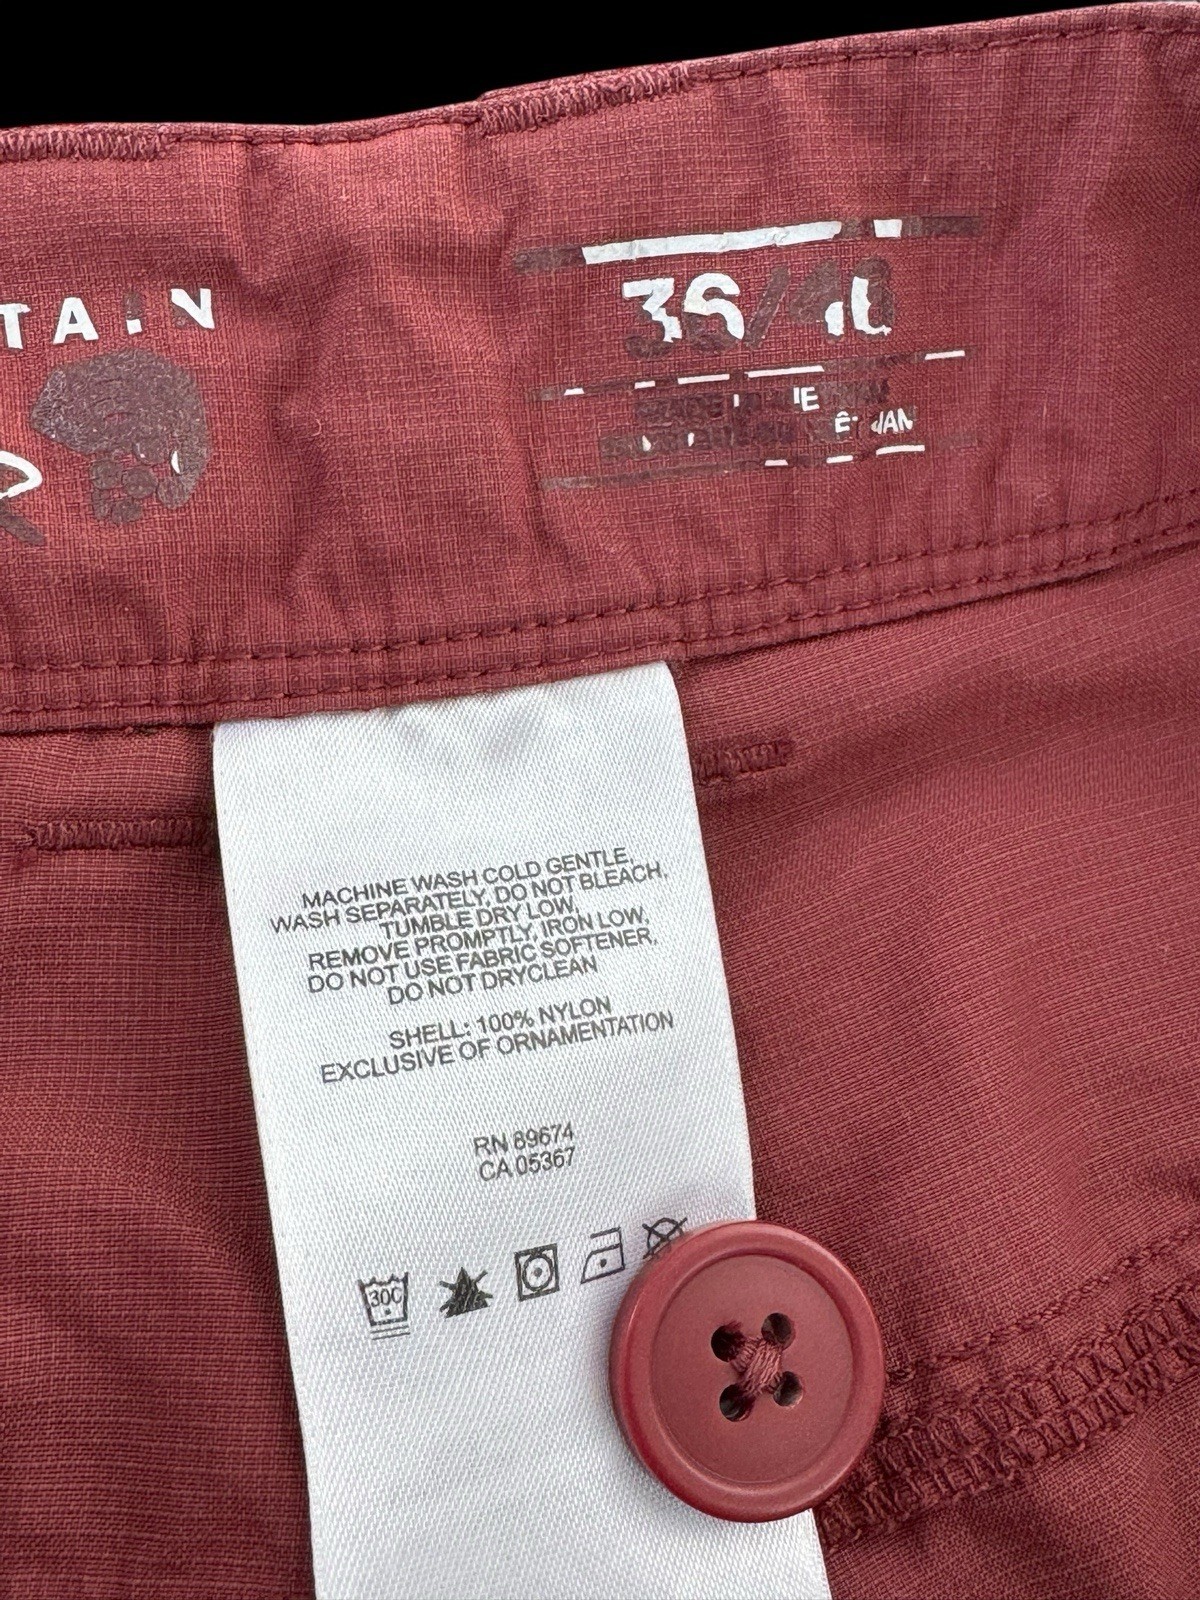 TAIN
36/40
MADE IN
MACHINE WASH COLD GENTLE,
WASH SEPARATELY, DO NOT BLEACH,
TUMBLE DRY LOW,
REMOVE PROMPTLY, IRON LOW,
DO NOT USE FABRIC SOFTENER,
DO NOT DRYCLEAN
SHELL: 100% NYLON
EXCLUSIVE OF ORNAMENTATION
RN 89674
CA 05367
30C